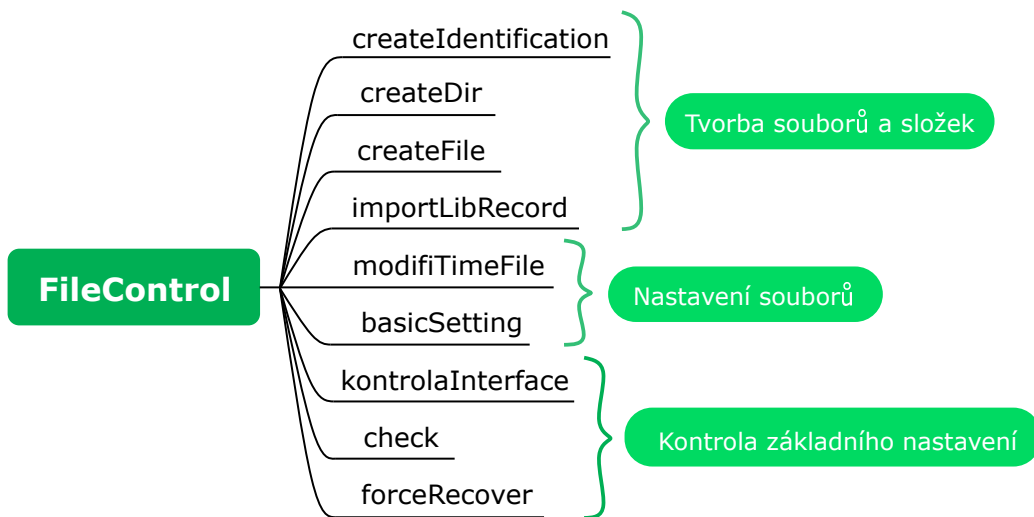 createIdentification
createDir
createFile
importLibRecord
Tvorba souborů a složek
FileControl
modifiTimeFile
basicSetting
Nastavení souborů
kontrolaInterface
check
forceRecover
Kontrola základního nastavení